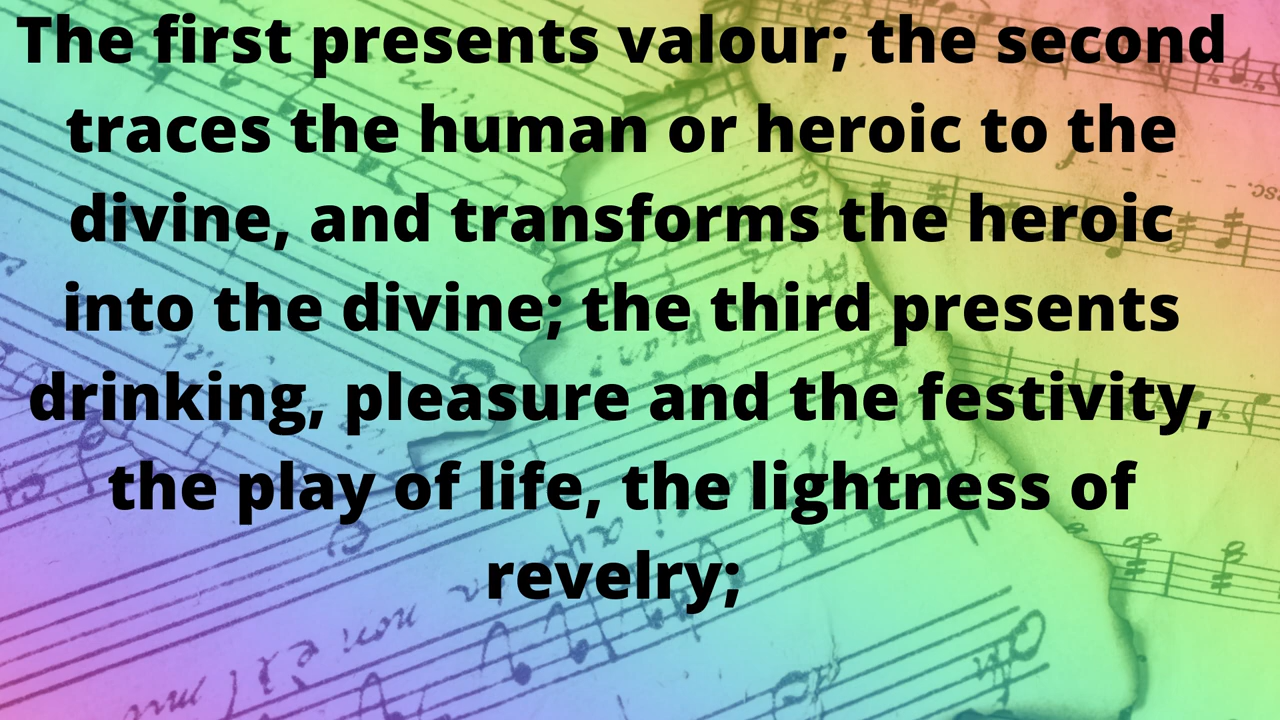 The first presents valour; the second
traces the human or heroic to the
divine, and transforms the heroic
into the divine; the third presents
drinking, pleasure and the festivity,
the play of life, the lightness of
revelry;